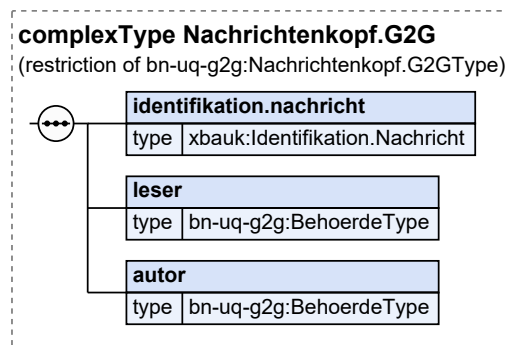 complexType Nachrichtenkopf.G2G
(restriction of bn-uq-g2g:Nachrichtenkopf.G2GType)
identifikation.nachricht
type xbauk:Identifikation.Nachricht
leser
type bn-uq-g2g:BehoerdeType
autor
type bn-uq-g2g:BehoerdeType